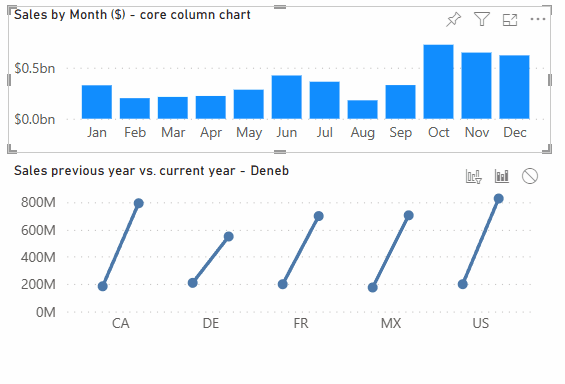 Sales by Month ($) - core column chart
$0.5bn
$0.0bn
Jan Feb Mar Apr May Jun Jul Aug Sep Oct Nov Dec
Sales previous year vs. current year - Deneb
800M
600M
400M
200M
0M
CA DE FR MX US